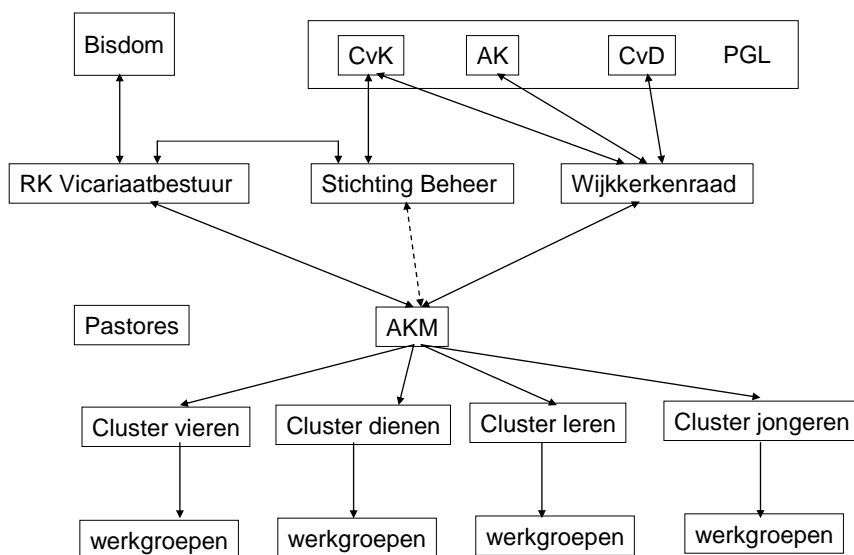 Bisdom
CvK AK CvD PGL
RK Vicariaatbestuur Stichting Beheer Wijkkerkenraad
Pastores AKM
Cluster vieren Cluster dienen Cluster leren Cluster jongeren
werkgroepen werkgroepen werkgroepen werkgroepen